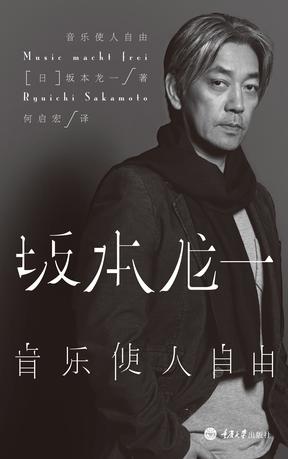 音乐使人自由
Music macht frei
［日］坂本龙一／著
Ryuichi Sakamoto
何启宏／译
坂本龙一
音乐使人自由
重庆大学出版社